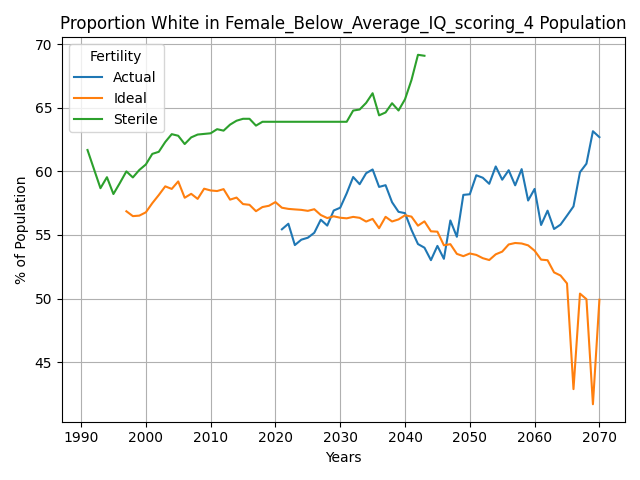 Proportion White in Female_Below_Average_IQ_scoring_4 Population
% of Population
70
65
60
55
50
45
Fertility
Actual
Ideal
Sterile
1990 2000 2010 2020 2030 2040 2050 2060 2070
Years